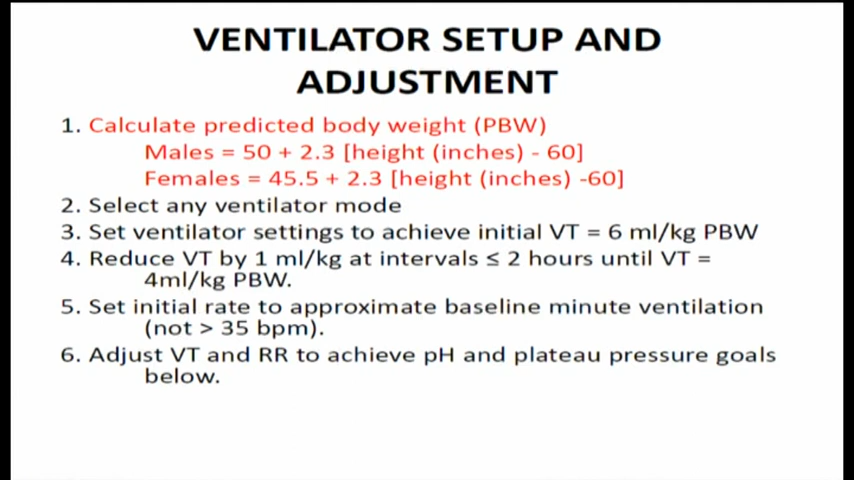 VENTILATOR SETUP AND
ADJUSTMENT
1. Calculate predicted body weight (PBW)
Males = 50 + 2.3 [height (inches) - 60]
Females = 45.5 + 2.3 [height (inches) -60]
2. Select any ventilator mode
3. Set ventilator settings to achieve initial VT = 6 ml/kg PBW
4. Reduce VT by 1 ml/kg at intervals ≤ 2 hours until VT =
4ml/kg PBW.
5. Set initial rate to approximate baseline minute ventilation
(not > 35 bpm).
6. Adjust VT and RR to achieve pH and plateau pressure goals
below.